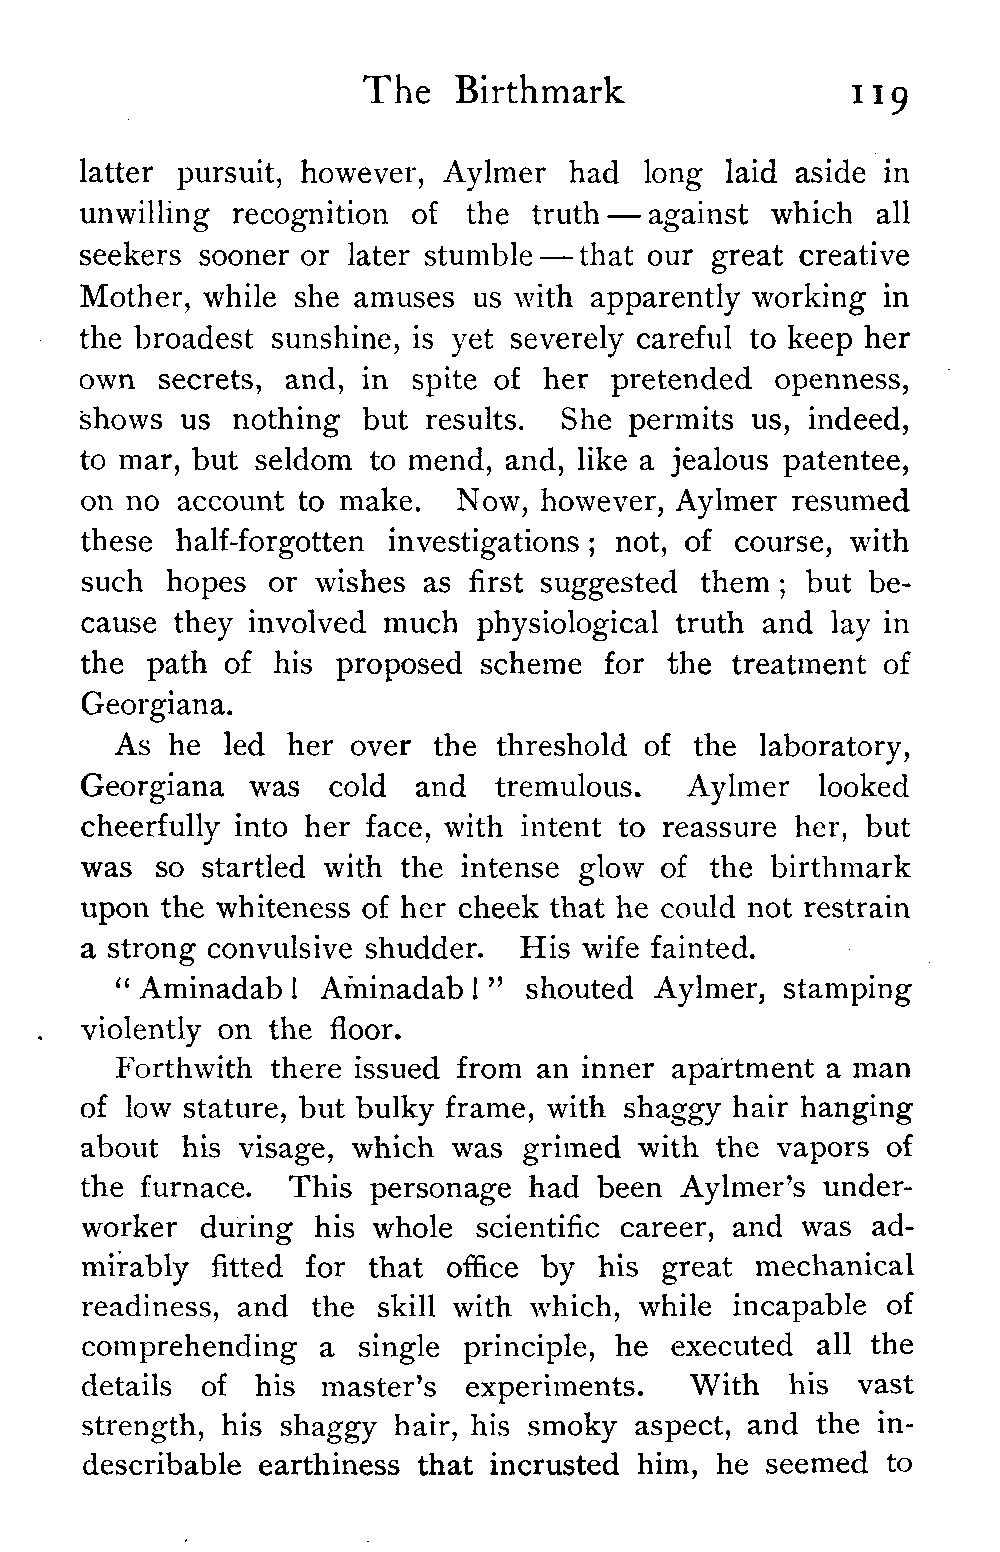 The Birthmark 119
latter pursuit, however, Aylmer had long laid aside in
unwilling recognition of the truth — against which all
seekers sooner or later stumble — that our great creative
Mother, while she amuses us with apparently working in
the broadest sunshine, is yet severely careful to keep her
own secrets, and, in spite of her pretended openness,
shows us nothing but results. She permits us, indeed,
to mar, but seldom to mend, and, like a jealous patentee,
on no account to make. Now, however, Aylmer resumed
these half-forgotten investigations ; not, of course, with
such hopes or wishes as first suggested them ; but be-
cause they involved much physiological truth and lay in
the path of his proposed scheme for the treatment of
Georgiana.
As he led her over the threshold of the laboratory,
Georgiana was cold and tremulous. Aylmer looked
cheerfully into her face, with intent to reassure her, but
was so startled with the intense glow of the birthmark
upon the whiteness of her cheek that he could not restrain
a strong convulsive shudder. His wife fainted.
“ Aminadab ! Aminadab ! ” shouted Aylmer, stamping
violently on the floor.
Forthwith there issued from an inner apartment a man
of low stature, but bulky frame, with shaggy hair hanging
about his visage, which was grimed with the vapors of
the furnace. This personage had been Aylmer’s under-
worker during his whole scientific career, and was ad-
mirably fitted for that office by his great mechanical
readiness, and the skill with which, while incapable of
comprehending a single principle, he executed all the
details of his master’s experiments. With his vast
strength, his shaggy hair, his smoky aspect, and the in-
describable earthiness that incrusted him, he seemed to